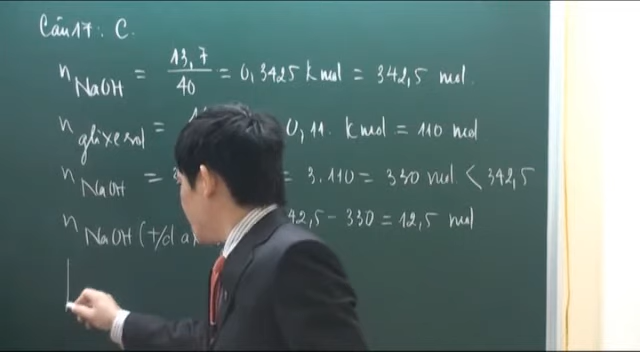 Câu 17: C.
n NaOH = 13,7 / 40 = 0,3425 kmol = 342,5 mol.
n glixerol = 0,11. kmol = 110 mol
n NaOH = = 3.110 = 330 mol < 342,5
n NaOH (t/d a 42,5 - 330 = 12,5 mol